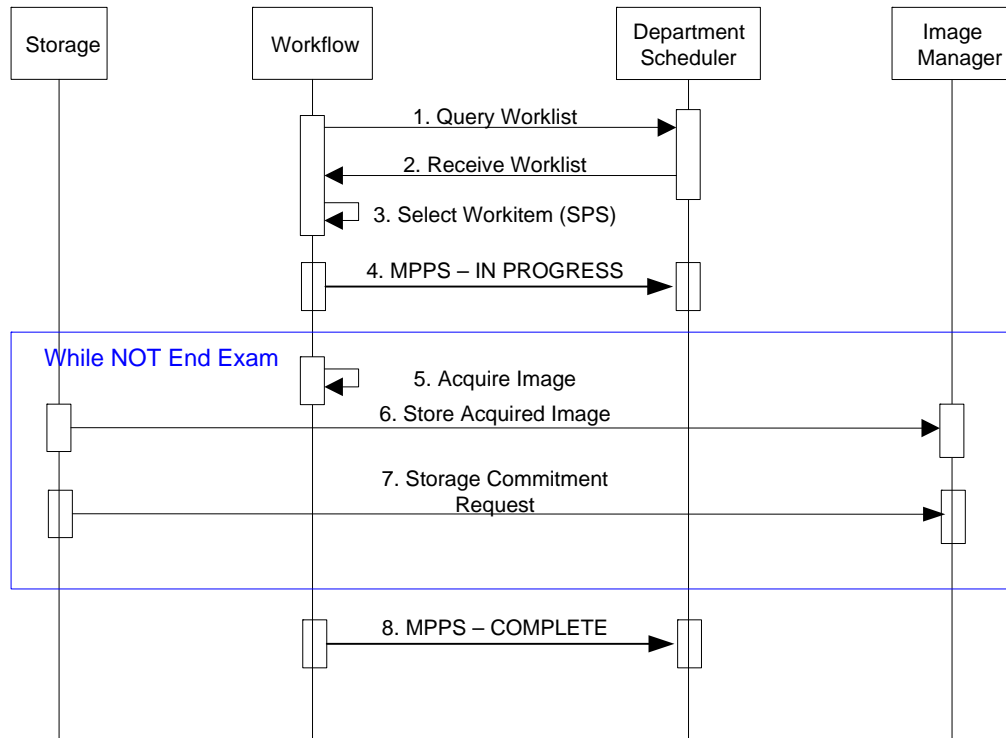 Storage
Workflow
Department
Scheduler
Image
Manager
1. Query Worklist
2. Receive Worklist
3. Select Workitem (SPS)
4. MPPS – IN PROGRESS
While NOT End Exam
5. Acquire Image
6. Store Acquired Image
7. Storage Commitment
Request
8. MPPS – COMPLETE